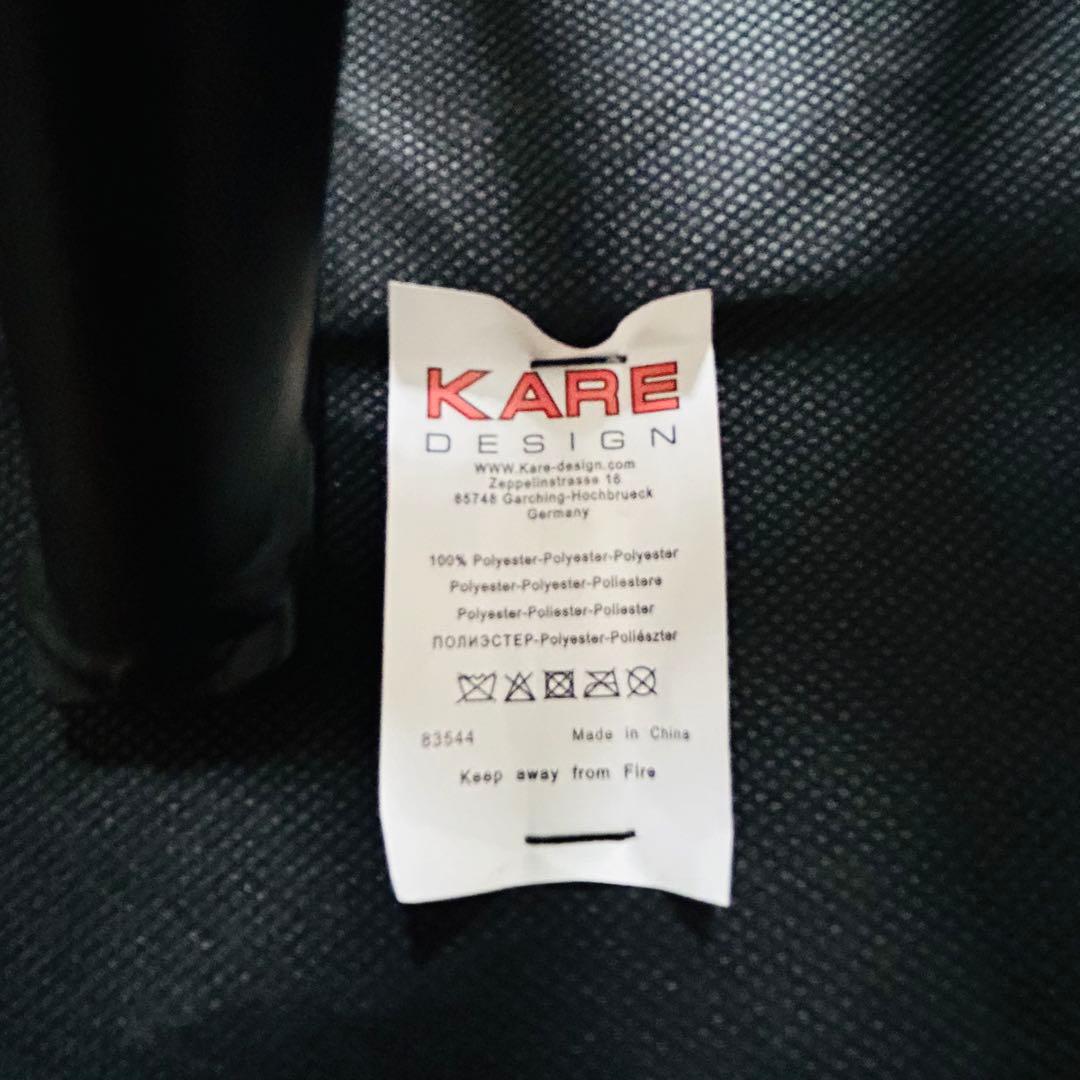 KARE
DESIGN
WWW.Kare-design.com
Zeppelinstrasse 16
85748 Garching-Hochbrueck
Germany
100% Polyester-Polyester-Polyester
Polyester-Polyester-Poliestere
Polyester-Poliester-Poliester
ПОЛИЭСТЕР-Polyester-Poliészter
83544 Made in China
Keep away from Fire